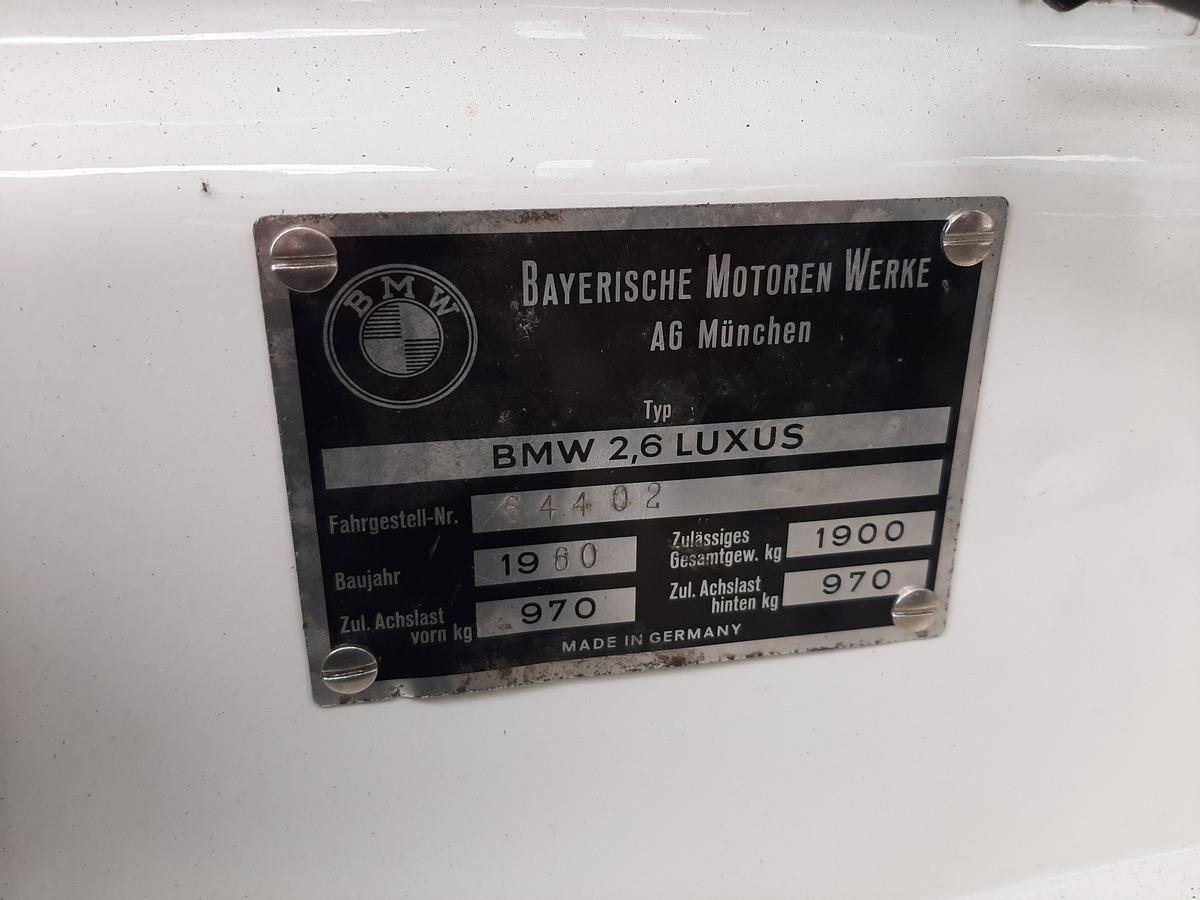 BMW
BAYERISCHE MOTOREN WERKE
AG München
Typ
BMW 2,6 LUXUS
Fahrgestell-Nr. 64402
Baujahr 1960
Zulässiges
Gesamtgew. kg 1900
Zul. Achslast
vorn kg 970
Zul. Achslast
hinten kg 970
MADE IN GERMANY